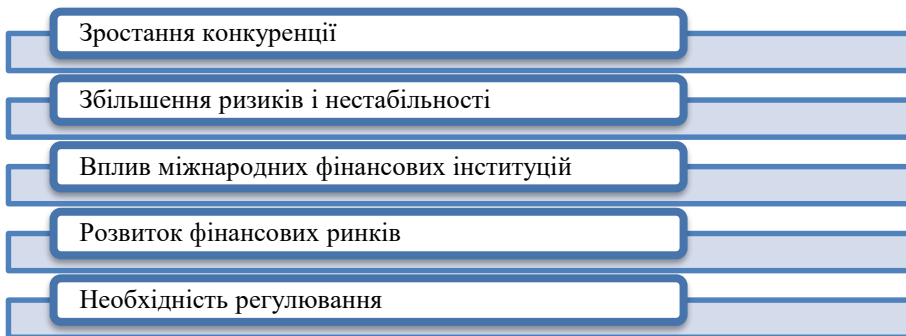 Зростання конкуренції
Збільшення ризиків і нестабільності
Вплив міжнародних фінансових інституцій
Розвиток фінансових ринків
Необхідність регулювання